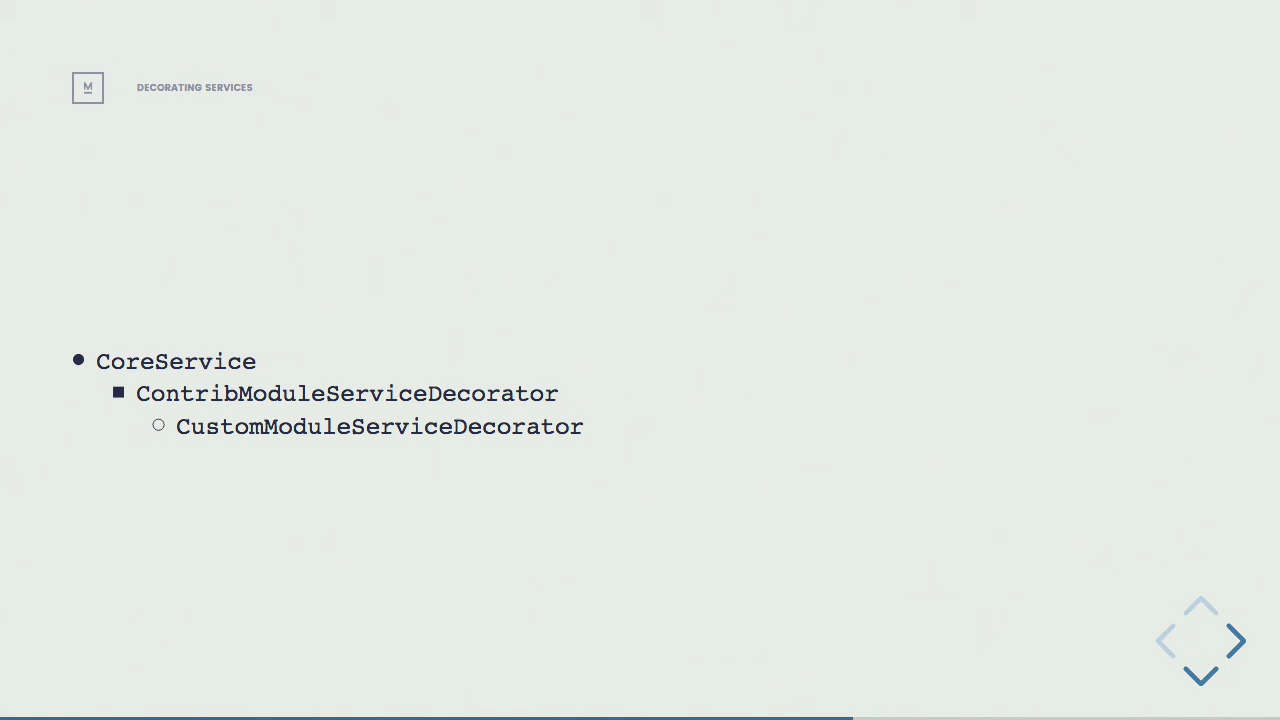 M
DECORATING SERVICES
CoreService
ContribModuleServiceDecorator
CustomModuleServiceDecorator